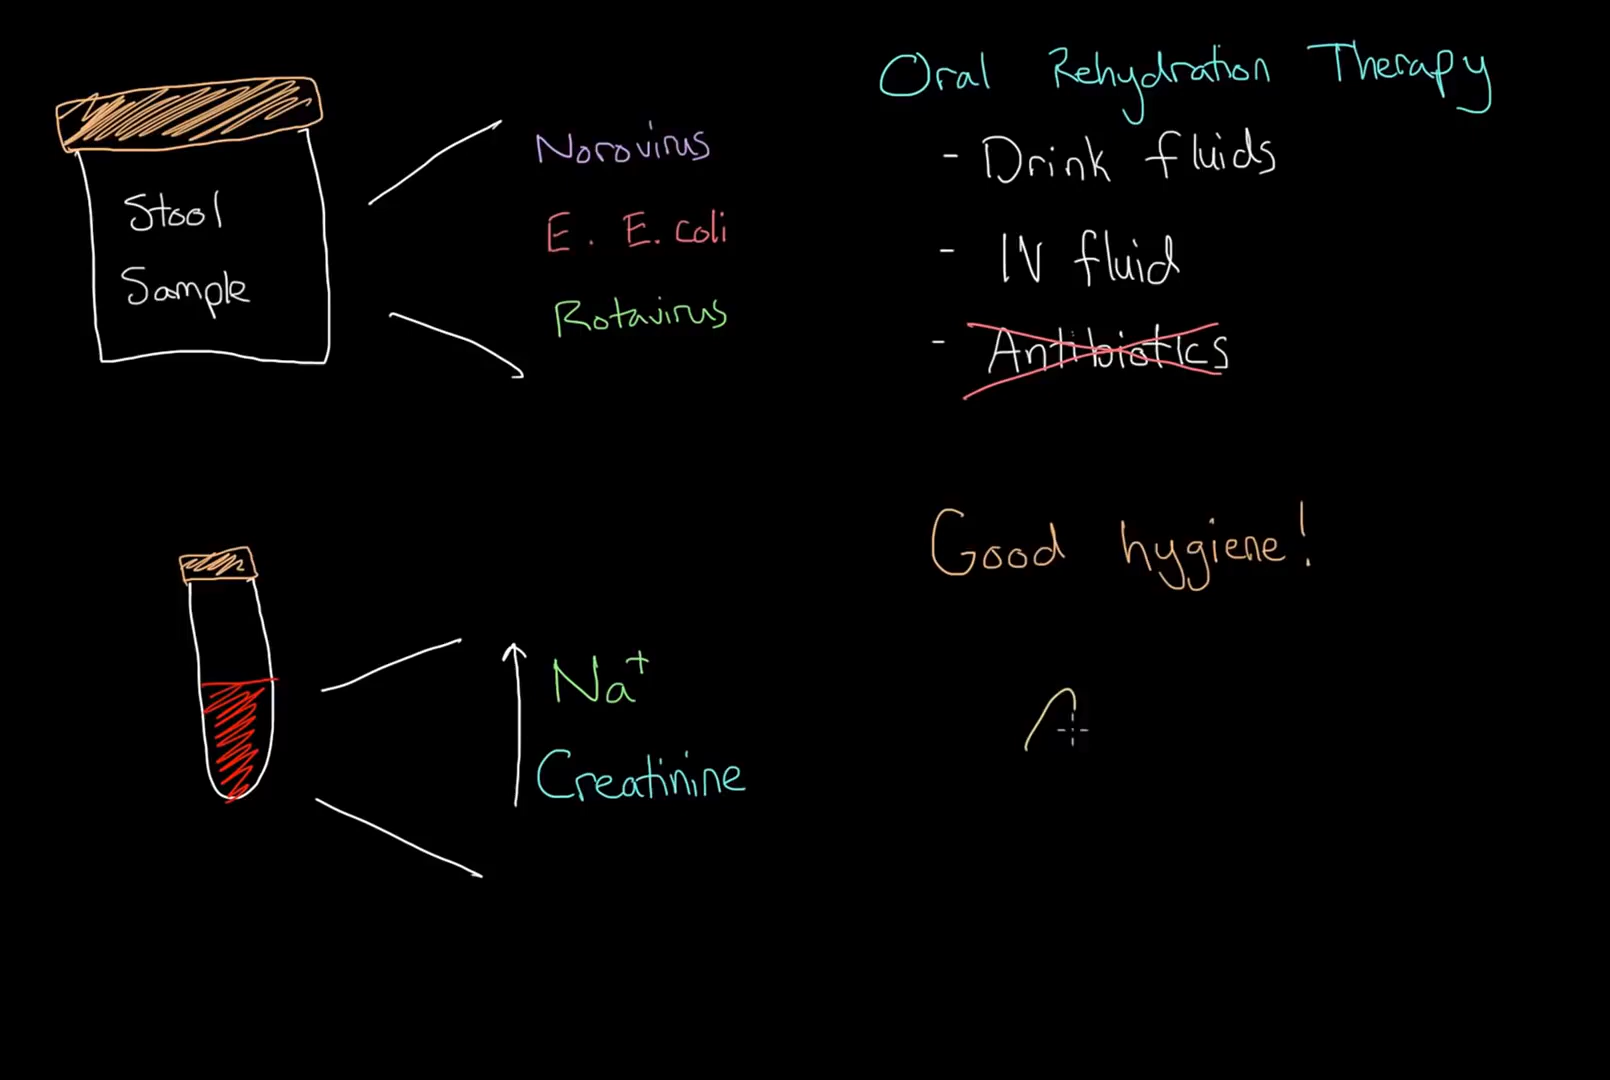 Stool
Sample
Norovirus
E. E. coli
Rotavirus
Na+
Creatinine
Oral Rehydration Therapy
- Drink fluids
- IV fluid
- Antibiotics
Good hygiene!